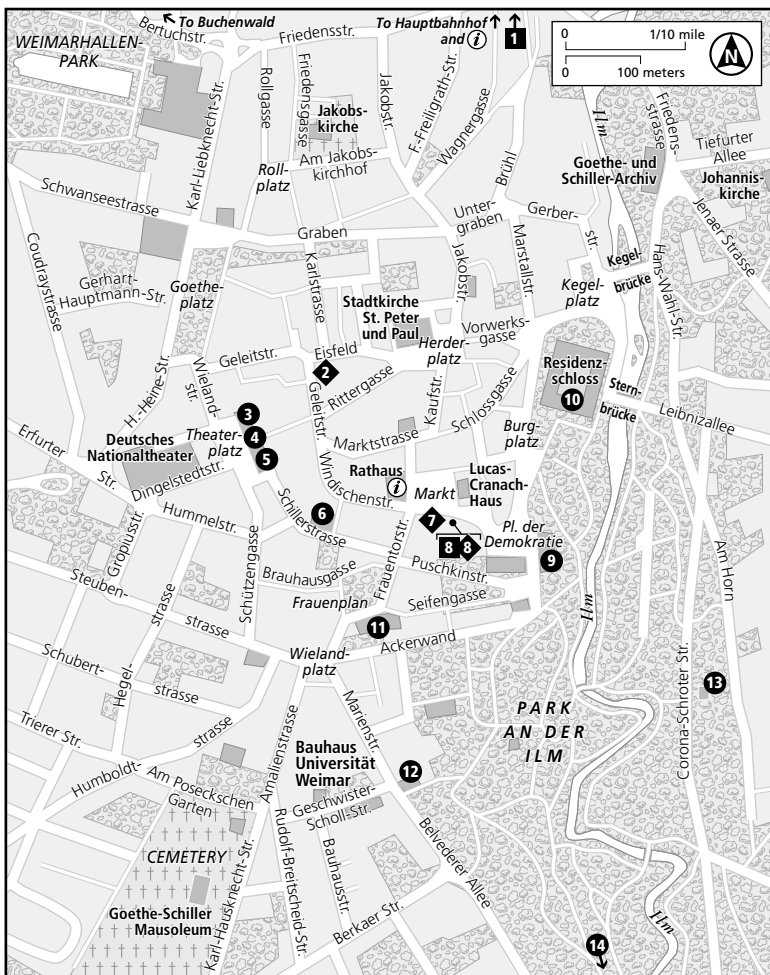 To Buchenwald
Bertuchstr.
WEIMARHALLEN-
PARK
Friedensstr.
To Hauptbahnhof
and i
1
0 1/10 mile
0 100 meters
N
Karl-Liebknecht-Str.
Rollgasse
Friedensgasse
Jakobs-
kirche
Jakobstr.
F.-Freiligrath-Str.
Wagnergasse
Ilm
Friedens-
strasse
Tiefurter
Allee
Goethe- und
Schiller-Archiv
Johannis-
kirche
Jenaer Strasse
Am Jakobs-
kirchhof
Roll-
platz
Brühl
Schwanseestrasse
Graben
Unter-
graben
Gerber-
str.
Coudraystrasse
Gerhart-
Hauptmann-Str.
Goethe-
platz
Karlstrasse
Jakobstr.
Marstallstr.
Kegel-
platz
Kegel-
brücke
Hans-Wahl-Str.
Stadtkirche
St. Peter
und Paul
Vorwerks-
gasse
Herder-
platz
Geleitstr.
Eisfeld
2
Rittergasse
Geleitstr.
Kaufstr.
Schlossgasse
Residenz-
schloss
10
Stern-
brücke
Leibnizallee
H.-Heine-Str.
Wieland-
str.
3
4
5
Theater-
platz
Deutsches
Nationaltheater
Marktstrasse
Burg-
platz
Erfurter
Str.
Dingelstedtstr.
Windischenstr.
Rathaus
i
Markt
Lucas-
Cranach-
Haus
6
Schillerstrasse
7
8 8
Pl. der
Demokratie
9
Hummelstr.
Gropiusstr.
Schützengasse
Brauhausgasse
Frauentorstr.
Puschkinstr.
Steuben-
strasse
Frauenplan
Seifengasse
11
Ackerwand
Ilm
Am Horn
Schubert-
strasse
Hegel-
strasse
Wieland-
platz
Marienstr.
PARK
AN DER
ILM
Corona-Schroter Str.
13
Trierer Str.
Humboldt-
strasse
Amalienstrasse
Bauhaus
Universität
Weimar
12
Am Poseckschen
Garten
Geschwister-
Scholl-Str.
CEMETERY
Rudolf-Breitscheid-Str.
Bauhausstr.
Belvederer Allee
Goethe-Schiller
Mausoleum
Karl-Hausknecht-Str.
Berkaer Str.
14
Ilm